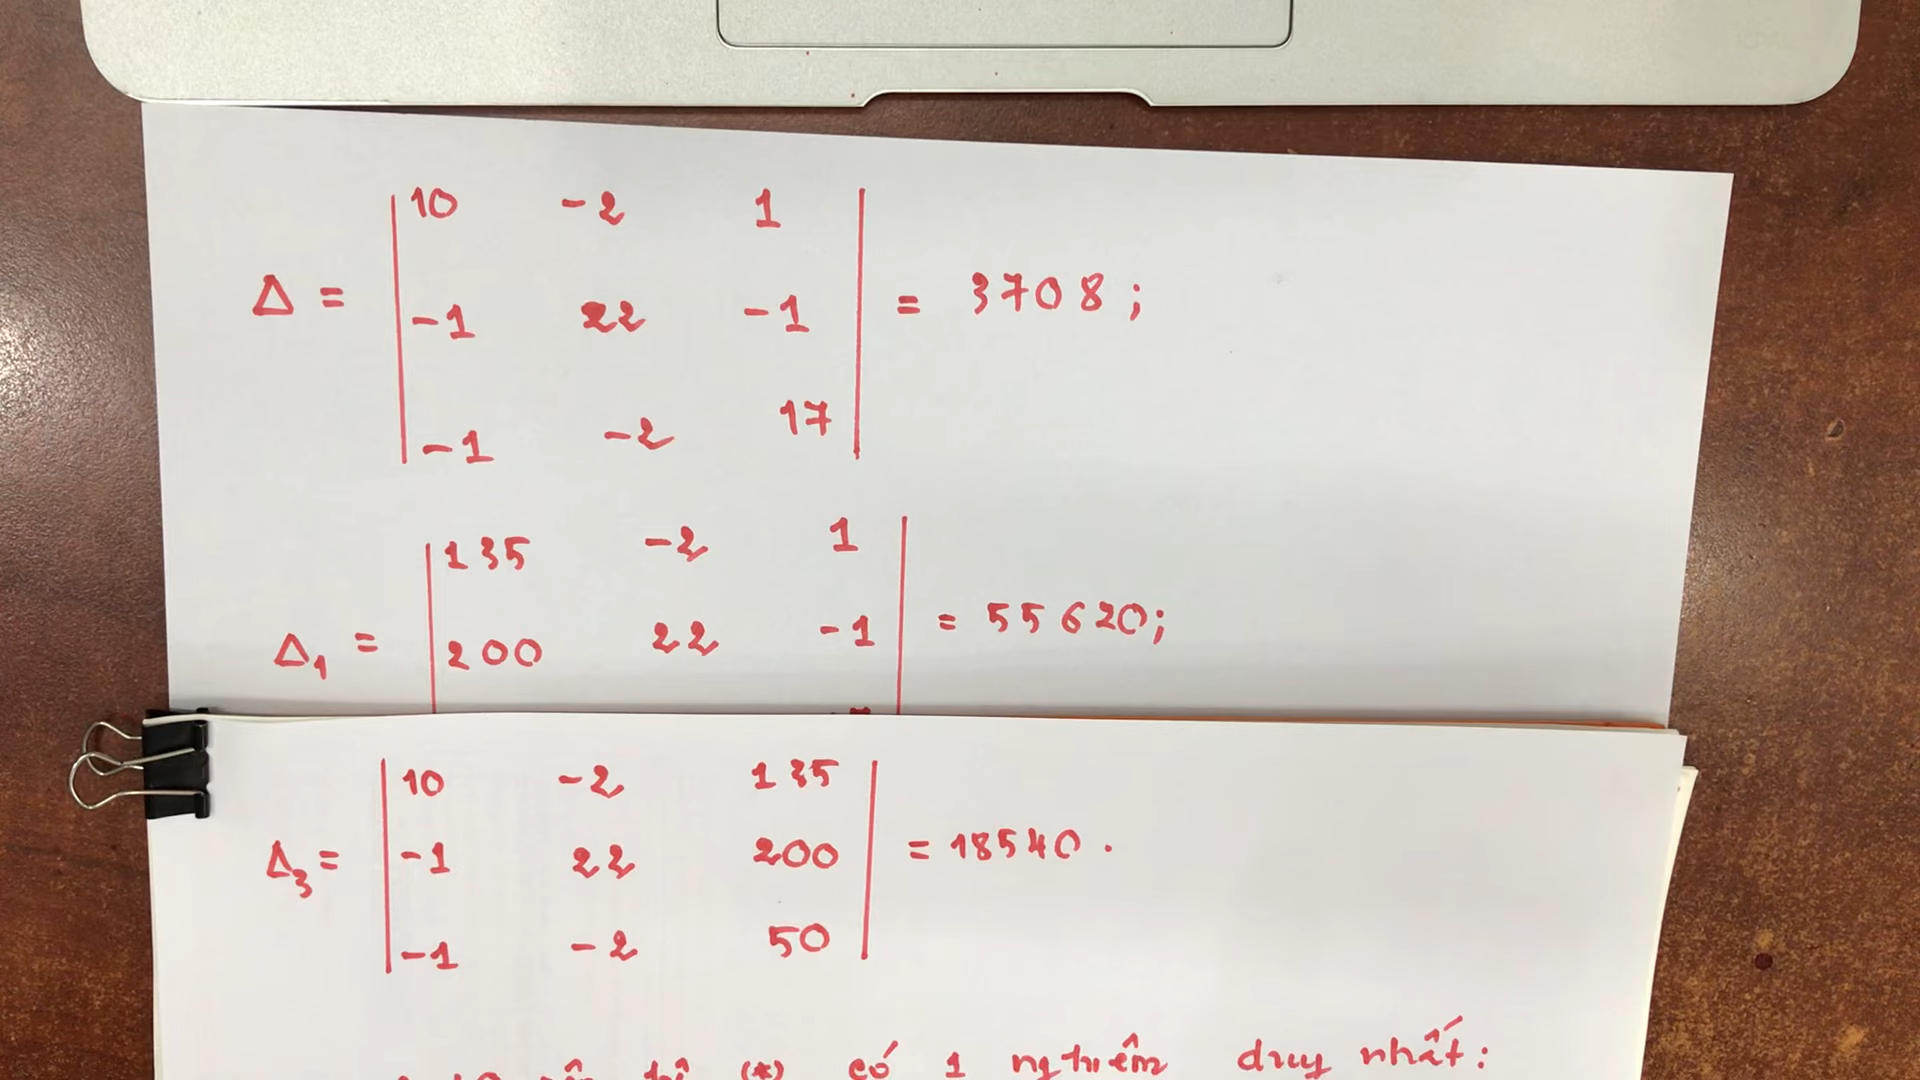 10 -2 1
Δ = -1 22 -1 = 3708;
-1 -2 17
135 -2 1
Δ1 = 200 22 -1 = 55620;
10 -2 135
Δ3 = -1 22 200 = 18540.
-1 -2 50
hệ (*) có 1 nghiệm duy nhất: